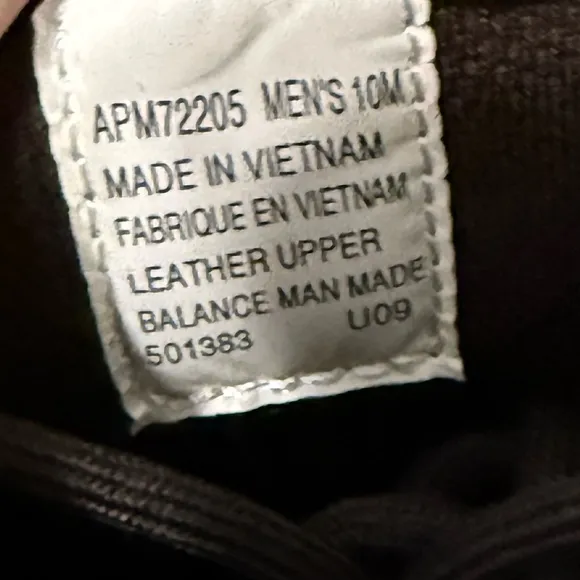 APM72205 MEN'S 10M
MADE IN VIETNAM
FABRIQUE EN VIETNAM
LEATHER UPPER
BALANCE MAN MADE
501383 U09